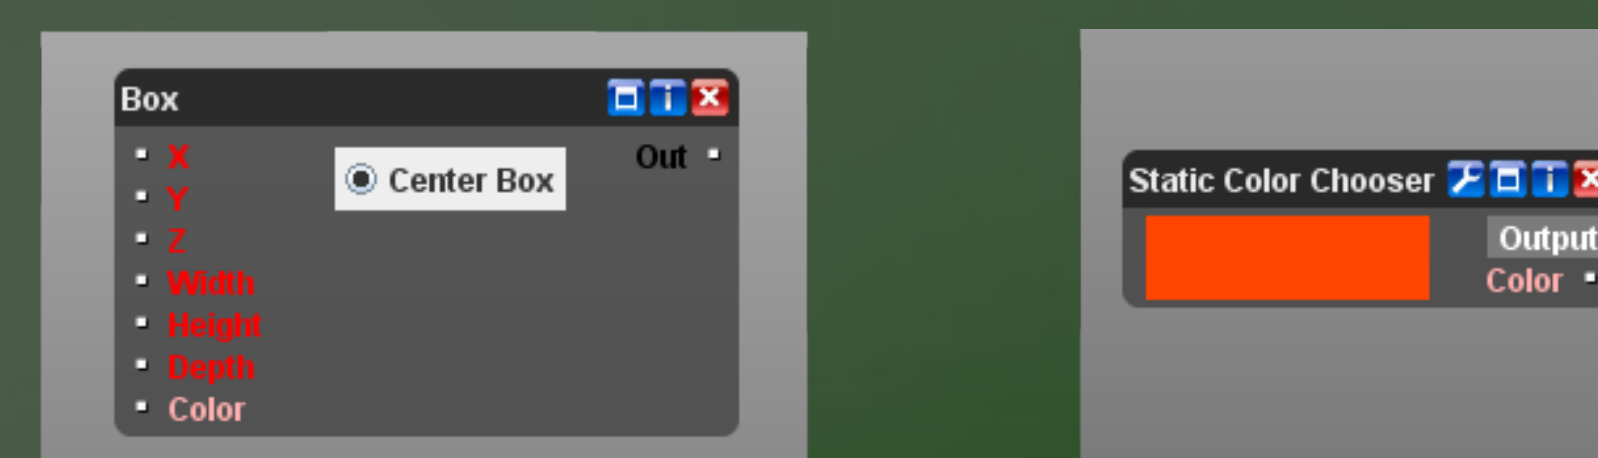 Box
X
Center Box
Out
Y
Z
Width
Height
Depth
Color
Static Color Chooser
Output
Color